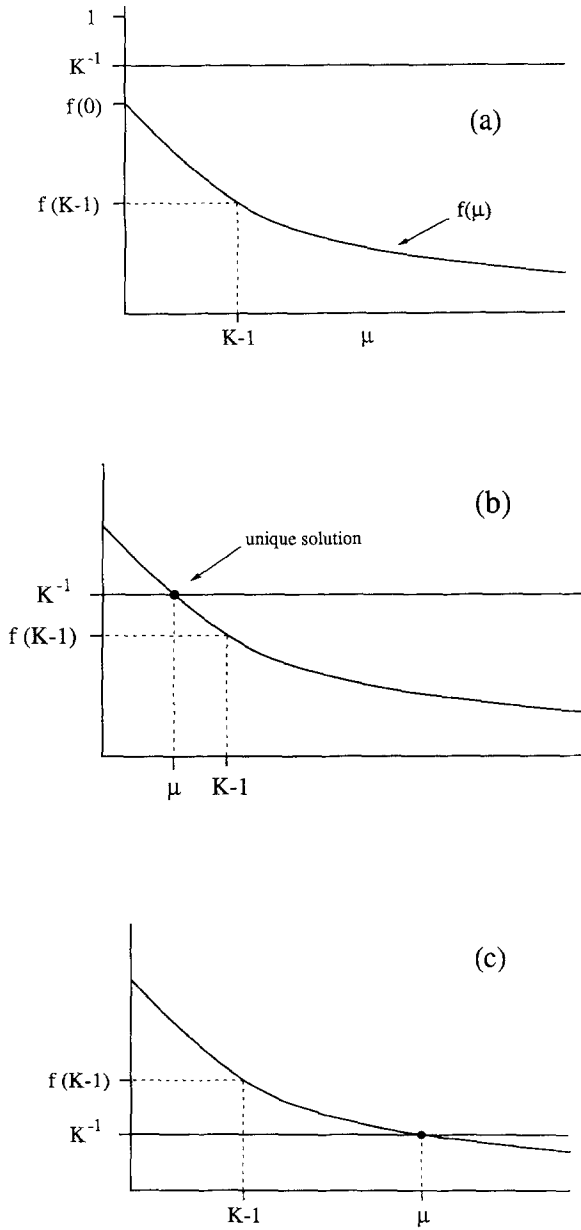 1
K⁻¹
f (0)
(a)
f (K-1)
f(μ)
K-1 μ
(b)
unique solution
K⁻¹
f (K-1)
μ K-1
(c)
f (K-1)
K⁻¹
K-1 μ